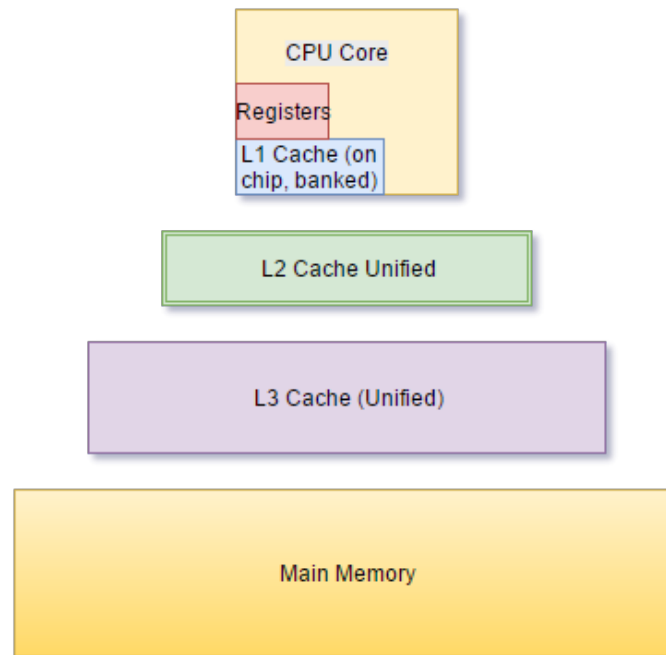 CPU Core
Registers
L1 Cache (on
chip, banked)
L2 Cache Unified
L3 Cache (Unified)
Main Memory